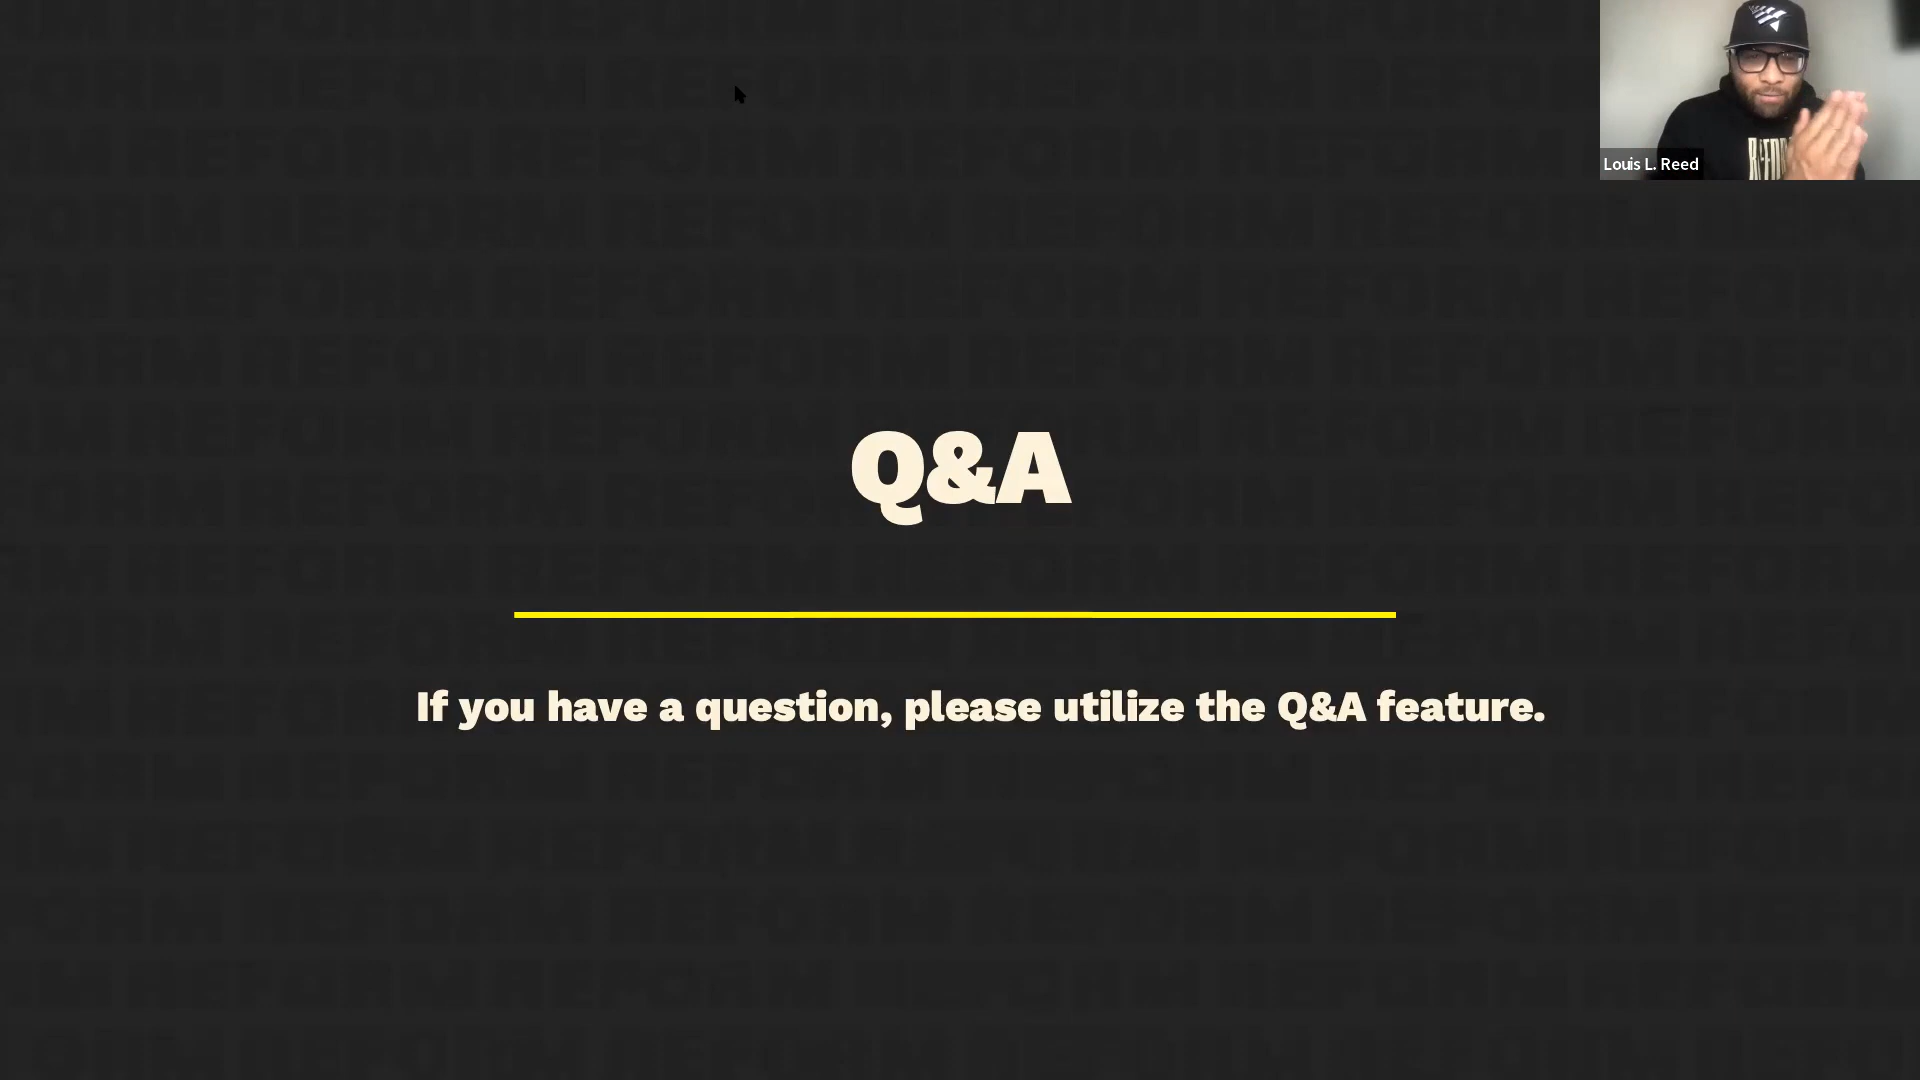 Louis L. Reed
Q&A
If you have a question, please utilize the Q&A feature.